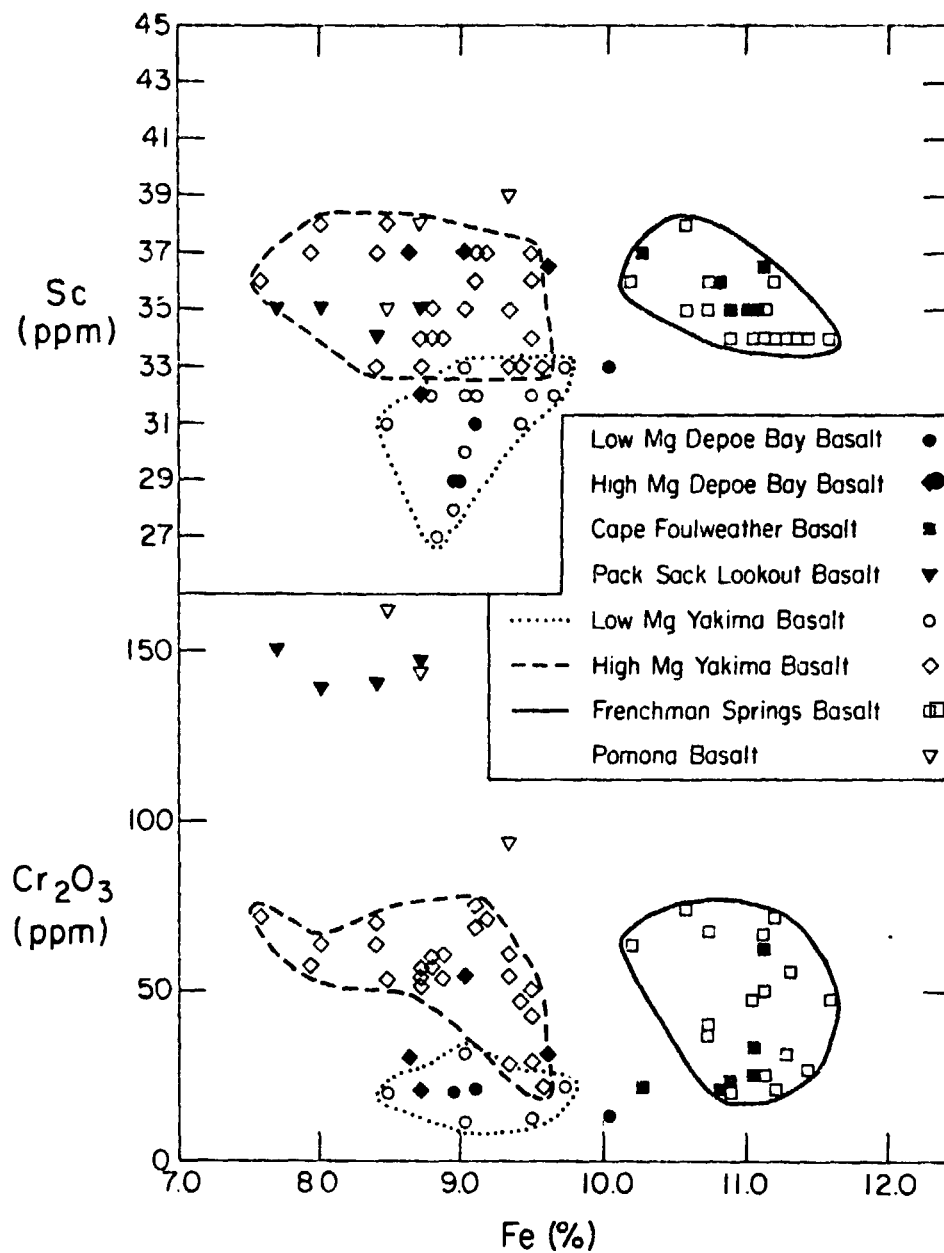 45
43
41
39
37
35
33
31
29
27
Sc
(ppm)
Low Mg Depoe Bay Basalt
High Mg Depoe Bay Basalt
Cape Foulweather Basalt
Pack Sack Lookout Basalt
Low Mg Yakima Basalt
High Mg Yakima Basalt
Frenchman Springs Basalt
Pomona Basalt
150
100
50
0
Cr2O3
(ppm)
7.0 8.0 9.0 10.0 11.0 12.0
Fe (%)